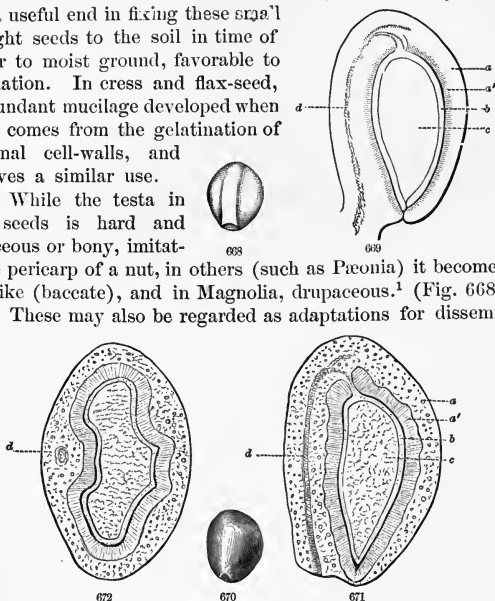 useful end in fixing these small
ght seeds to the soil in time of
r to moist ground, favorable to
ation. In cress and flax-seed,
undant mucilage developed when
comes from the gelatination of
nal cell-walls, and
ves a similar use.
While the testa in
seeds is hard and
eous or bony, imitat-
pericarp of a nut, in others (such as Pæonia) it become
ike (baccate), and in Magnolia, drupaceous.¹ (Fig. 668
These may also be regarded as adaptations for dissem
a
a'
b
c
d
668
669
d
a
a'
b
c
d
672
670
671